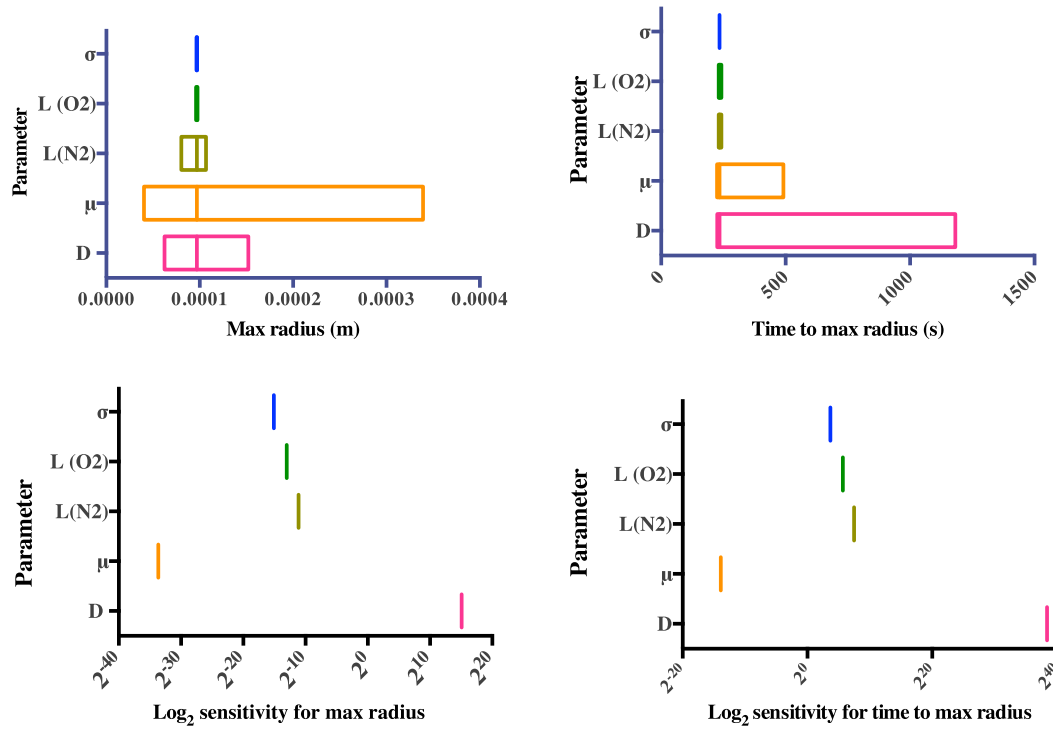 Parameter
σ
L (O2)
L(N2)
μ
D
0.0000 0.0001 0.0002 0.0003 0.0004
Max radius (m)
Parameter
σ
L (O2)
L(N2)
μ
D
0 500 1000 1500
Time to max radius (s)
Parameter
σ
L (O2)
L(N2)
μ
D
2-40 2-30 2-20 2-10 20 210 220
Log2 sensitivity for max radius
Parameter
σ
L (O2)
L(N2)
μ
D
2-20 20 220 240
Log2 sensitivity for time to max radius